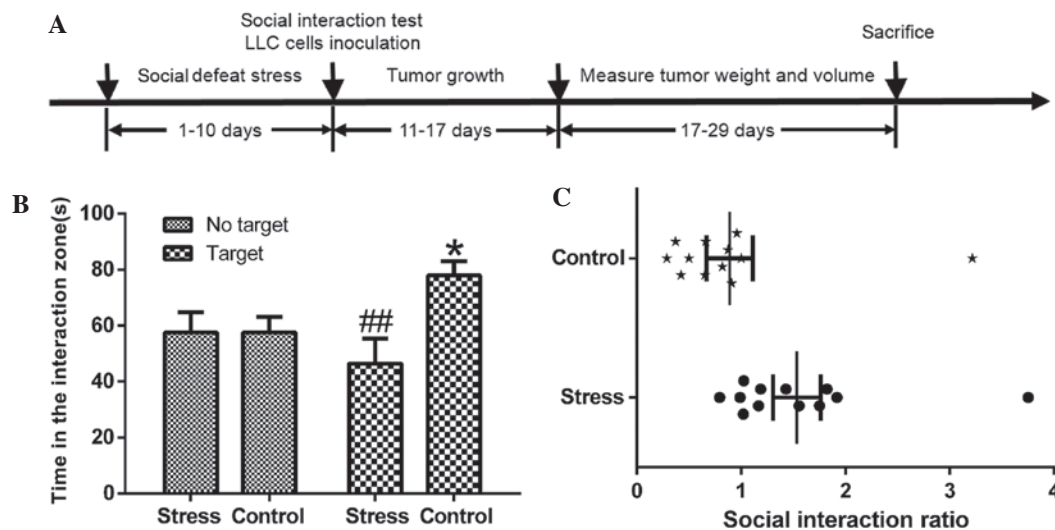 A
Social interaction test
LLC cells inoculation
Sacrifice
Social defeat stress
Tumor growth
Measure tumor weight and volume
1-10 days
11-17 days
17-29 days
B
Time in the interaction zone(s)
100
80
60
40
20
0
No target
Target
##
*
Stress Control
Stress Control
C
Control
Stress
0 1 2 3 4
Social interaction ratio